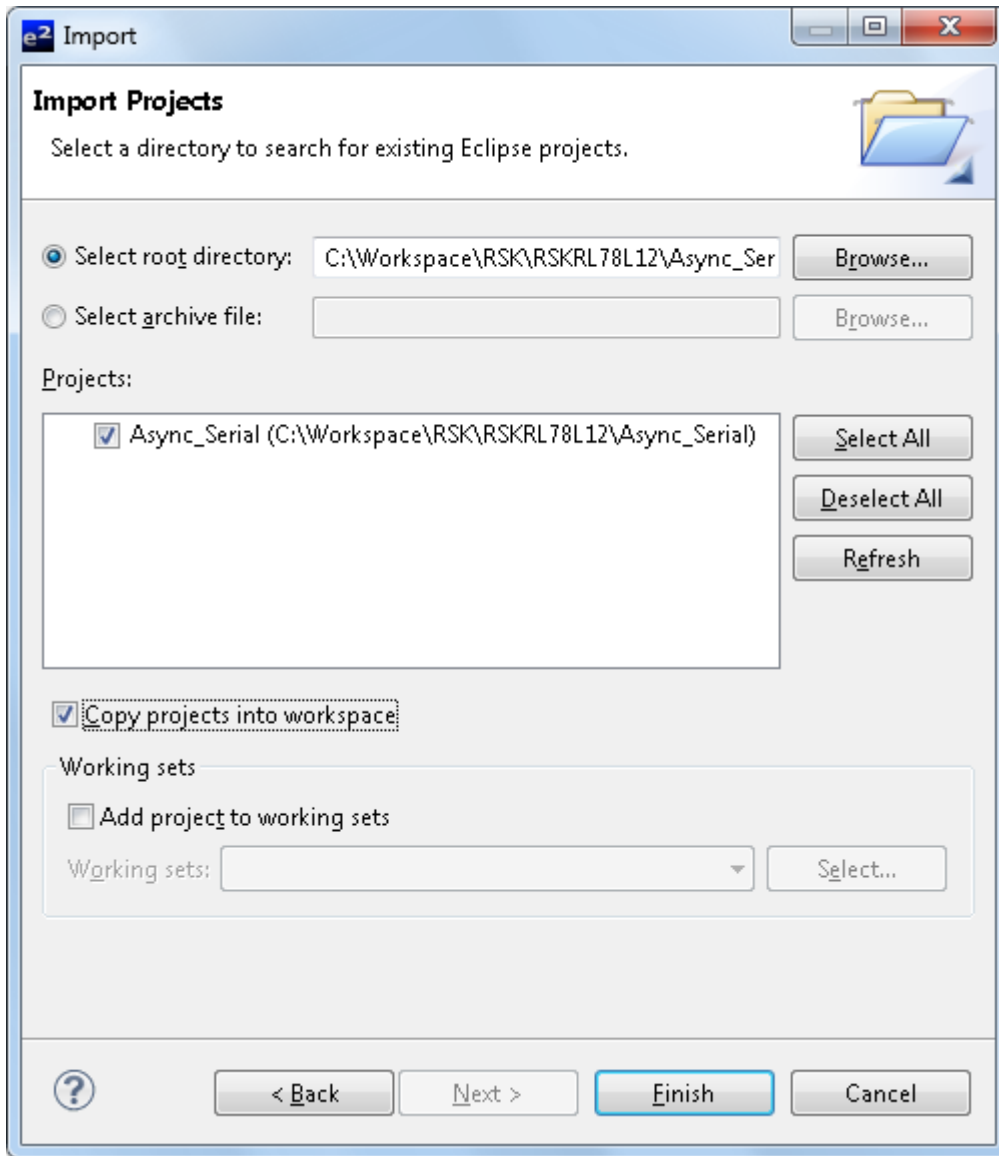 e² Import
Import Projects
Select a directory to search for existing Eclipse projects.
Select root directory: C:\Workspace\RSK\RSKRL78L12\Async_Ser Browse...
Select archive file: Browse...
Projects:
Async_Serial (C:\Workspace\RSK\RSKRL78L12\Async_Serial)
Select All
Deselect All
Refresh
Copy projects into workspace
Working sets
Add project to working sets
Working sets: Select...
? < Back Next > Finish Cancel